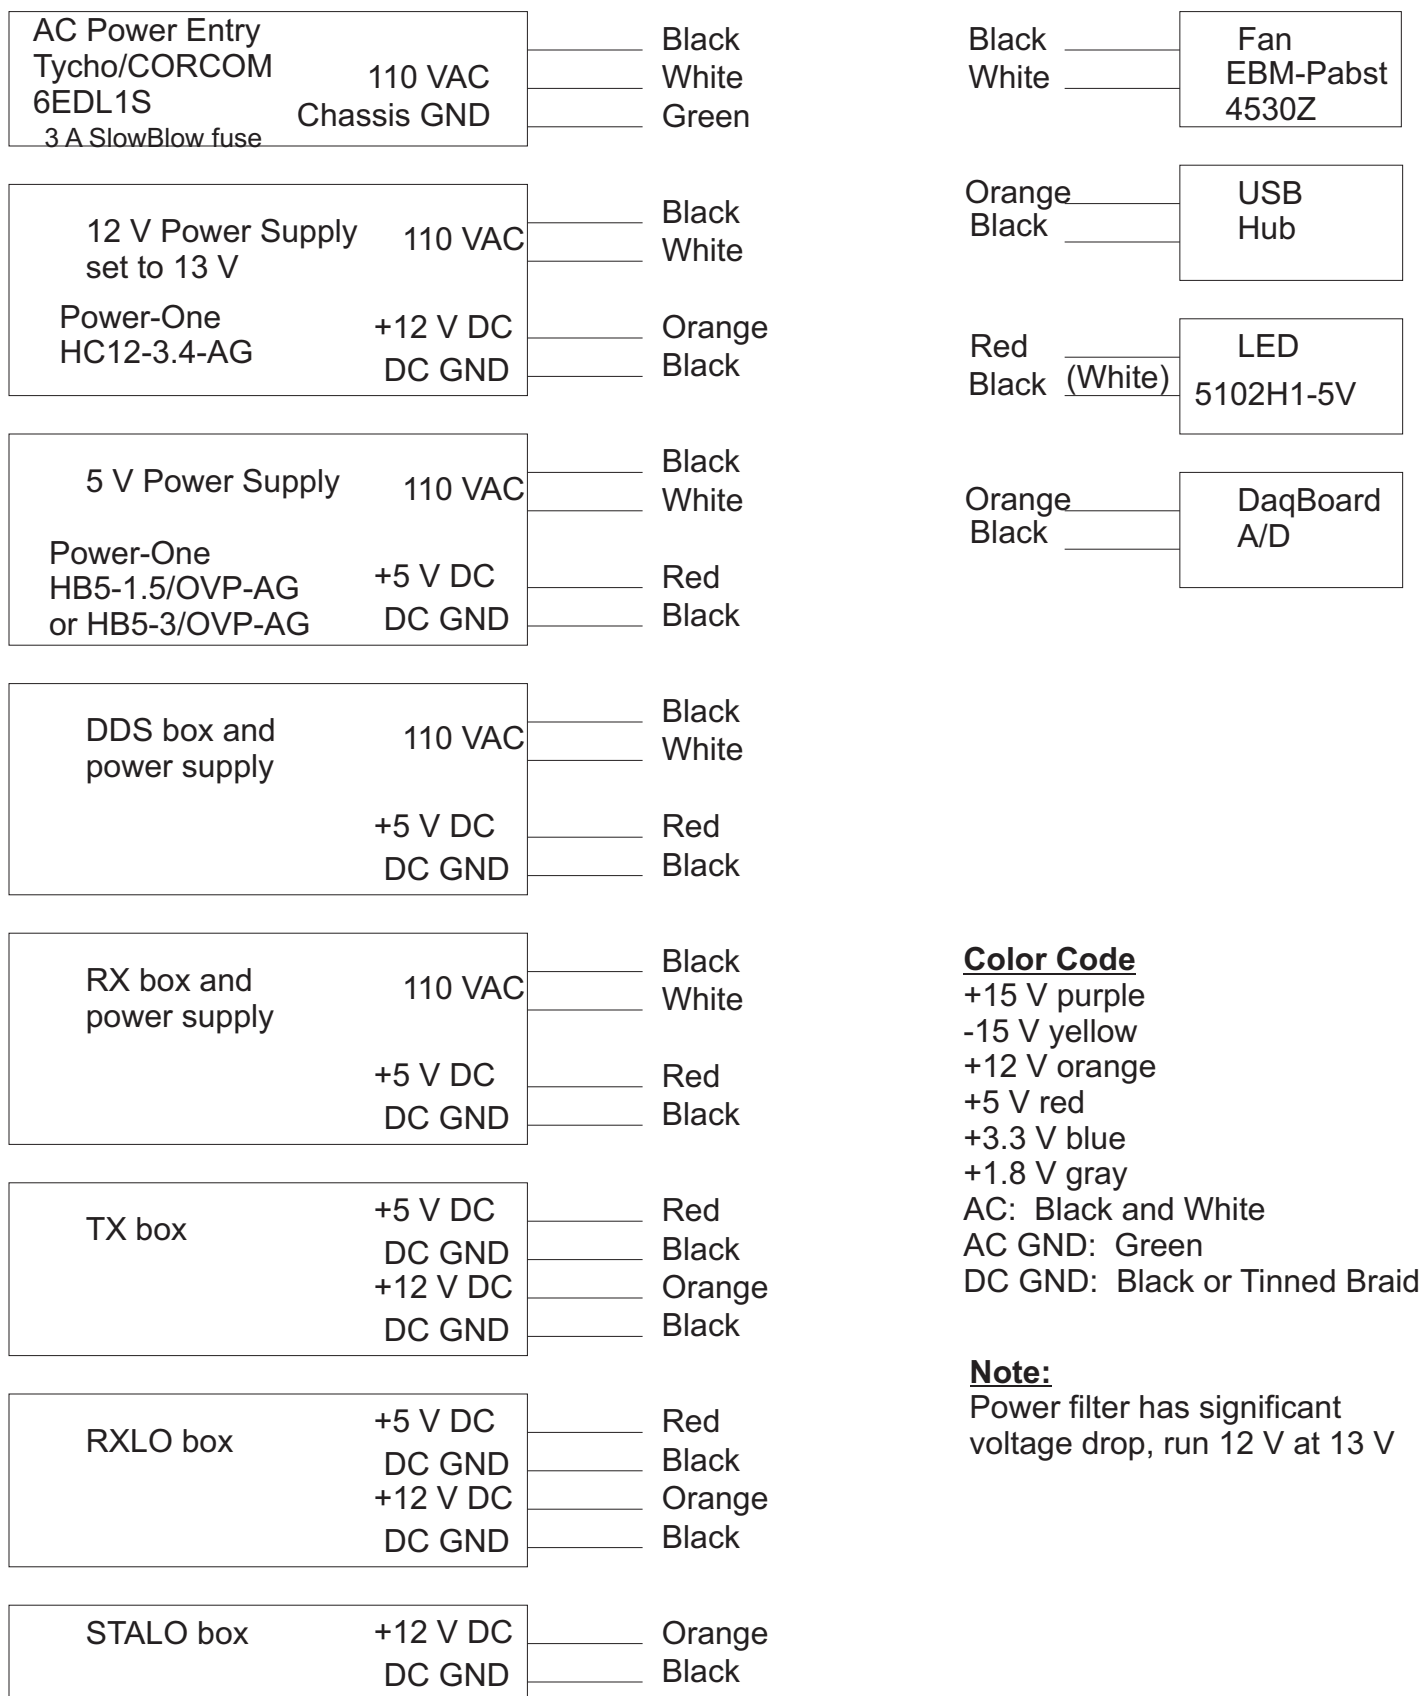 AC Power Entry
Tycho/CORCOM
6EDL1S
3 A SlowBlow fuse
110 VAC
Chassis GND
Black
White
Green
12 V Power Supply
set to 13 V
Power-One
HC12-3.4-AG
110 VAC
+12 V DC
DC GND
Black
White
Orange
Black
5 V Power Supply
Power-One
HB5-1.5/OVP-AG
or HB5-3/OVP-AG
110 VAC
+5 V DC
DC GND
Black
White
Red
Black
DDS box and
power supply
110 VAC
+5 V DC
DC GND
Black
White
Red
Black
RX box and
power supply
110 VAC
+5 V DC
DC GND
Black
White
Red
Black
TX box
+5 V DC
DC GND
+12 V DC
DC GND
Red
Black
Orange
Black
RXLO box
+5 V DC
DC GND
+12 V DC
DC GND
Red
Black
Orange
Black
STALO box
+12 V DC
DC GND
Orange
Black
Black
White
Fan
EBM-Pabst
4530Z
Orange
Black
USB
Hub
Red
Black (White)
LED
5102H1-5V
Orange
Black
DaqBoard
A/D
Color Code
+15 V purple
-15 V yellow
+12 V orange
+5 V red
+3.3 V blue
+1.8 V gray
AC: Black and White
AC GND: Green
DC GND: Black or Tinned Braid
Note:
Power filter has significant
voltage drop, run 12 V at 13 V